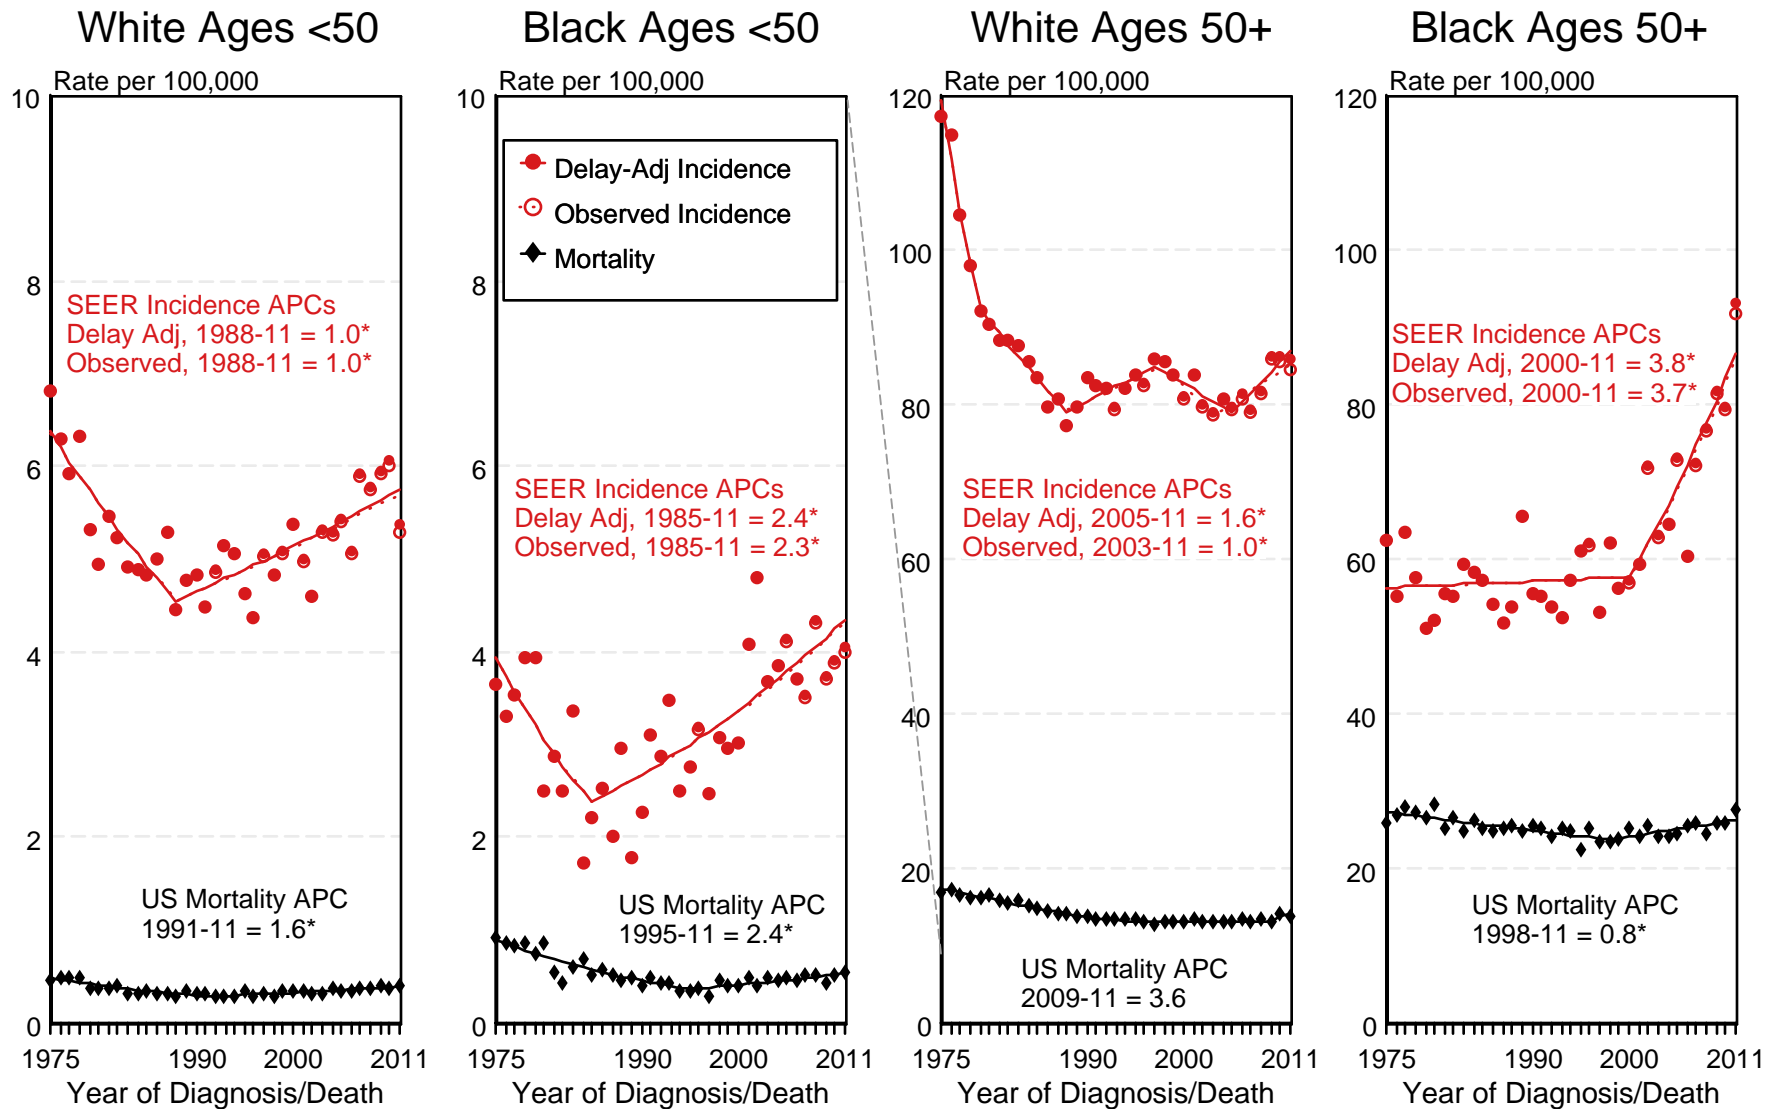 White Ages <50
Black Ages <50
White Ages 50+
Black Ages 50+
Rate per 100,000
10
8
6
4
2
0
SEER Incidence APCs
Delay Adj, 1988-11 = 1.0*
Observed, 1988-11 = 1.0*
US Mortality APC
1991-11 = 1.6*
1975
1990
2000
2011
Year of Diagnosis/Death
Rate per 100,000
10
8
6
4
2
0
Delay-Adj Incidence
Observed Incidence
Mortality
SEER Incidence APCs
Delay Adj, 1985-11 = 2.4*
Observed, 1985-11 = 2.3*
US Mortality APC
1995-11 = 2.4*
1990
2000
2011
Year of Diagnosis/Death
Rate per 100,000
120
100
80
60
40
20
0
SEER Incidence APCs
Delay Adj, 2005-11 = 1.6*
Observed, 2003-11 = 1.0*
US Mortality APC
2009-11 = 3.6
1975
1990
2000
2011
Year of Diagnosis/Death
Rate per 100,000
120
100
80
60
40
20
0
SEER Incidence APCs
Delay Adj, 2000-11 = 3.8*
Observed, 2000-11 = 3.7*
US Mortality APC
1998-11 = 0.8*
1975
1990
2000
2011
Year of Diagnosis/Death